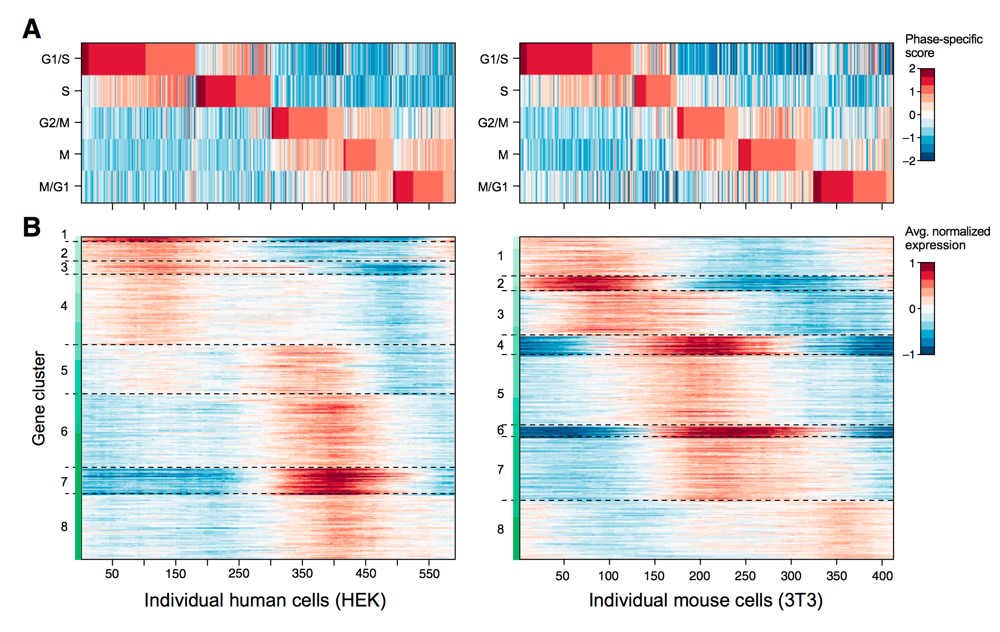 A
G1/S
S
G2/M
M
M/G1
G1/S
S
G2/M
M
M/G1
Phase-specific
score
2
1
0
−1
−2
B
Gene cluster
1
2
3
4
5
6
7
8
50 150 250 350 450 550
Individual human cells (HEK)
1
2
3
4
5
6
7
8
50 100 150 200 250 300 350 400
Individual mouse cells (3T3)
Avg. normalized
expression
1
0
−1